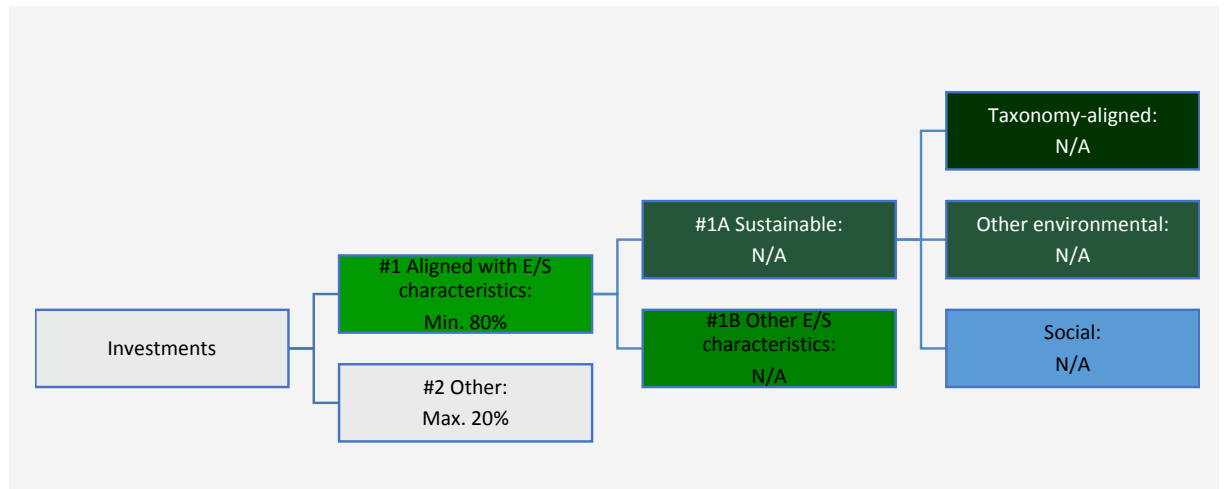 Investments
#1 Aligned with E/S
characteristics:
Min. 80%
#2 Other:
Max. 20%
#1A Sustainable:
N/A
#1B Other E/S
characteristics:
N/A
Taxonomy-aligned:
N/A
Other environmental:
N/A
Social:
N/A